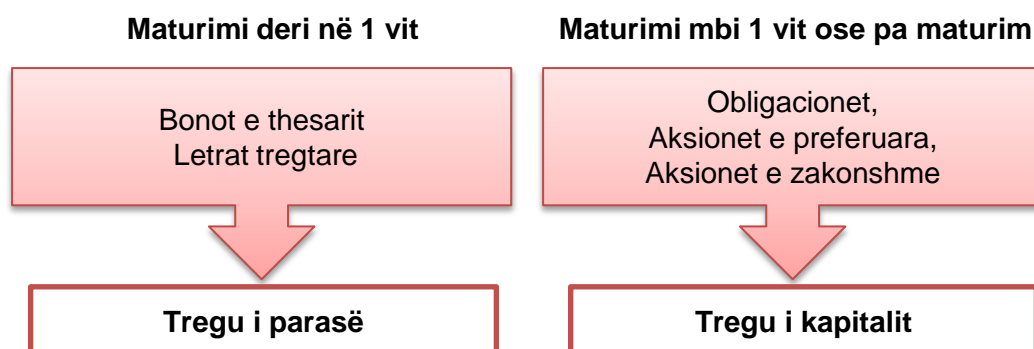 Maturimi deri në 1 vit
Bonot e thesarit
Letrat tregtare
Tregu i parasë
Maturimi mbi 1 vit ose pa maturim
Obligacionet,
Aksionet e preferuara,
Aksionet e zakonshme
Tregu i kapitalit